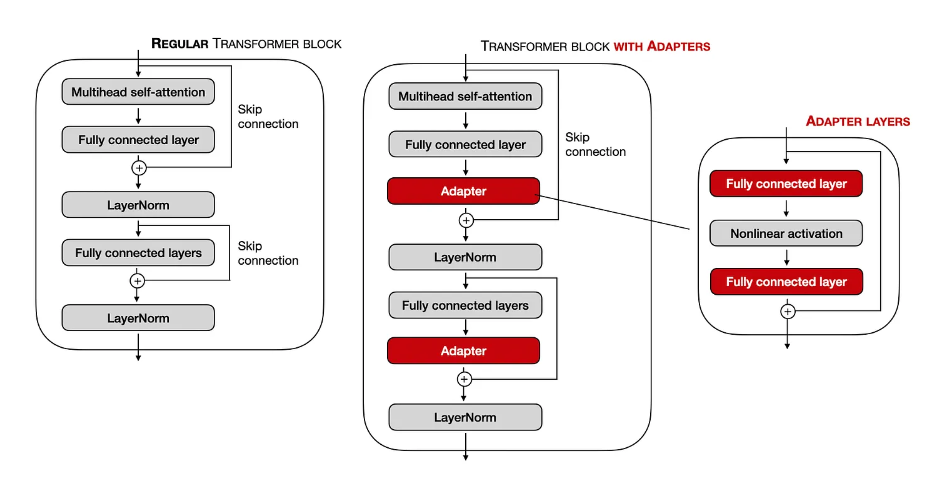 REGULAR TRANSFORMER BLOCK
Multihead self-attention
Fully connected layer
Skip
connection
+
LayerNorm
Fully connected layers
Skip
connection
+
LayerNorm
TRANSFORMER BLOCK WITH ADAPTERS
Multihead self-attention
Fully connected layer
Skip
connection
Adapter
+
LayerNorm
Fully connected layers
Adapter
+
LayerNorm
ADAPTER LAYERS
Fully connected layer
Nonlinear activation
Fully connected layer
+